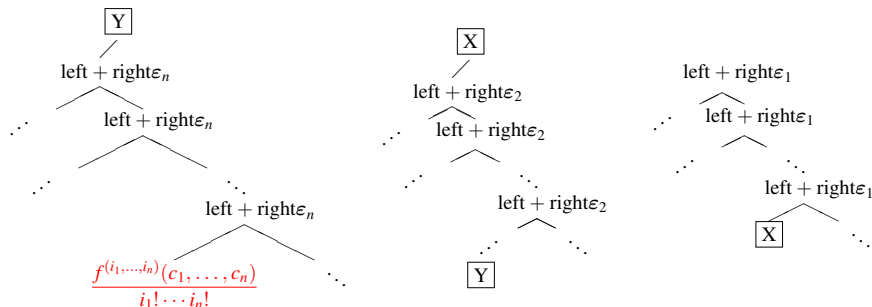 Y
left + rightε_n
⋱ left + rightε_n
⋱ ⋱
left + rightε_n
f^{(i_1,...,i_n)}(c_1, . . . , c_n) / i_1! · · · i_n! ⋱
X
left + rightε_2
⋱ left + rightε_2
⋱ ⋱
left + rightε_2
⋱ ⋱
Y
left + rightε_1
⋱ left + rightε_1
⋱ ⋱
left + rightε_1
X ⋱